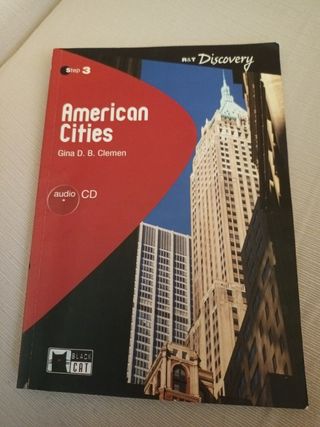 Step 3
R&T Discovery
American
Cities
Gina D. B. Clemen
audio CD
BLACK
CAT